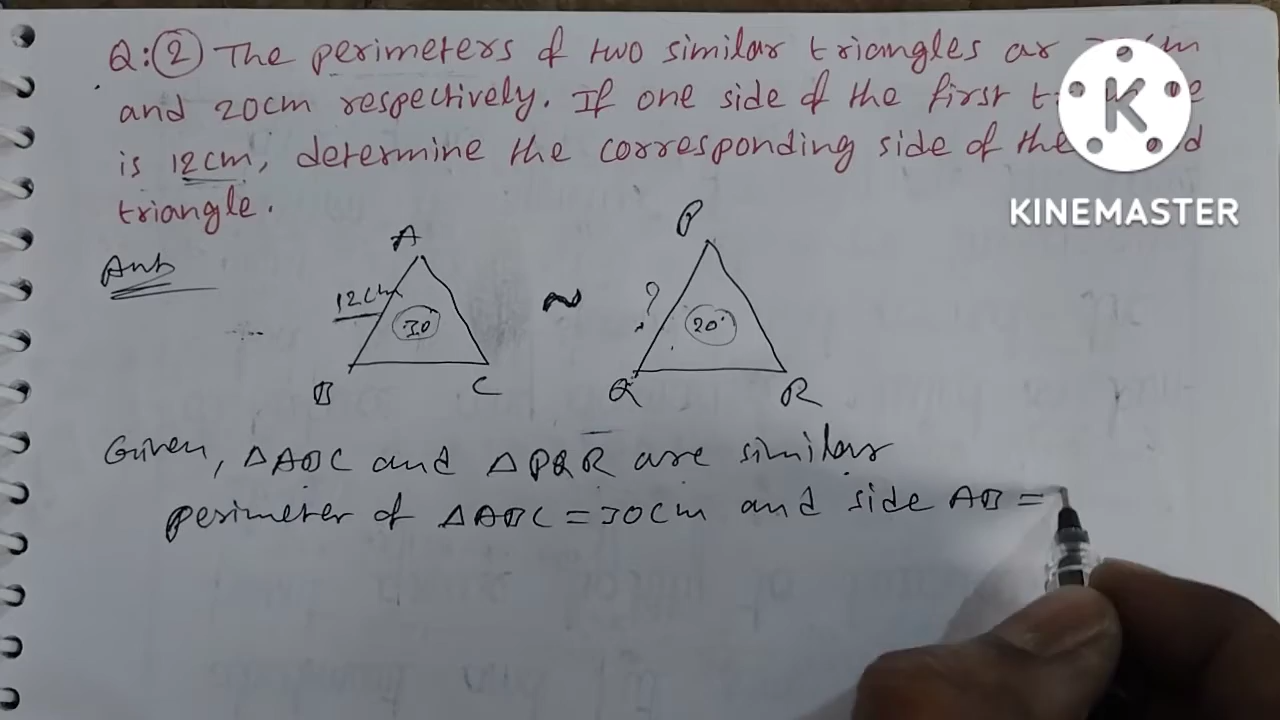 Q:② The perimeters of two similar triangles ar cm
and 20cm respectively. If one side of the first
is 12cm, determine the corresponding side of the
triangle.
Ans
A
P
12cm
30
~
?
20
B
C
Q
R
Given, △ABC and △PQR are similar
perimeter of △ABC = 30cm and side AB =
K
KINEMASTER